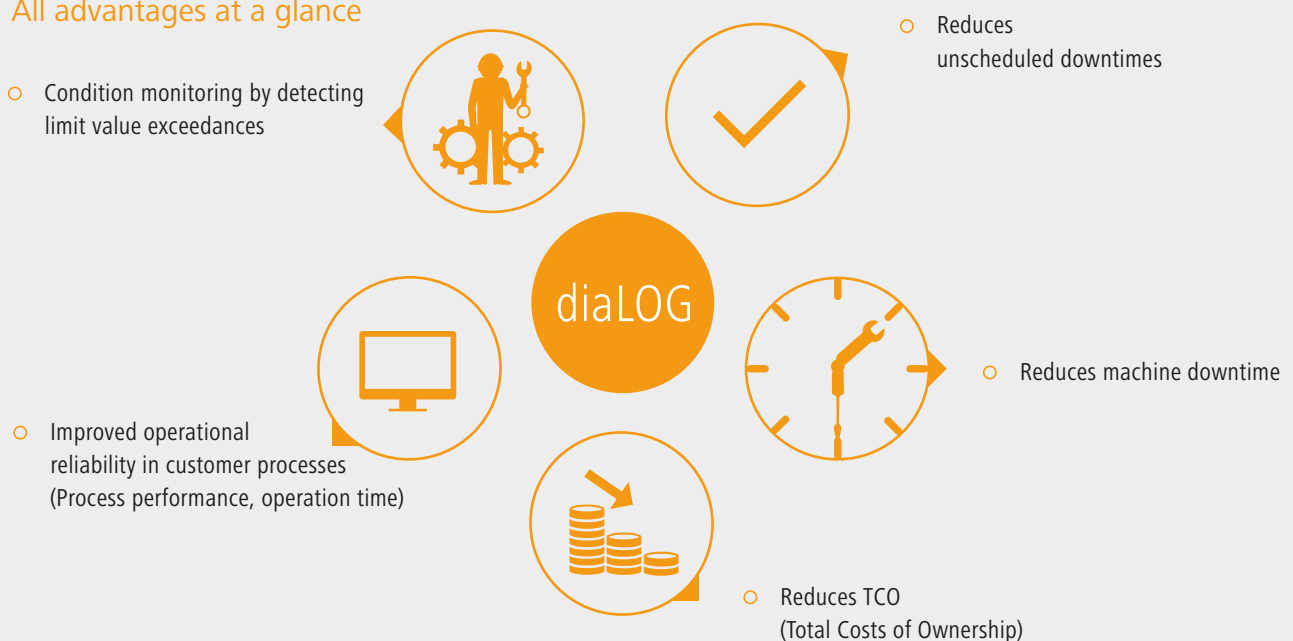 All advantages at a glance
Condition monitoring by detecting
limit value exceedances
Reduces
unscheduled downtimes
diaLOG
Reduces machine downtime
Improved operational
reliability in customer processes
(Process performance, operation time)
Reduces TCO
(Total Costs of Ownership)